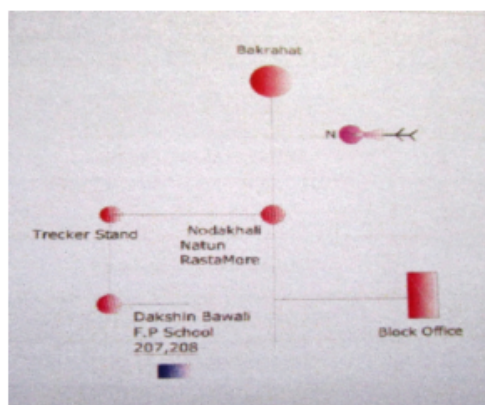 Bakrahat
N
Trecker Stand
Nodakhali
Natun
RastaMore
Dakshin Bawali
F.P School
207,208
Block Office